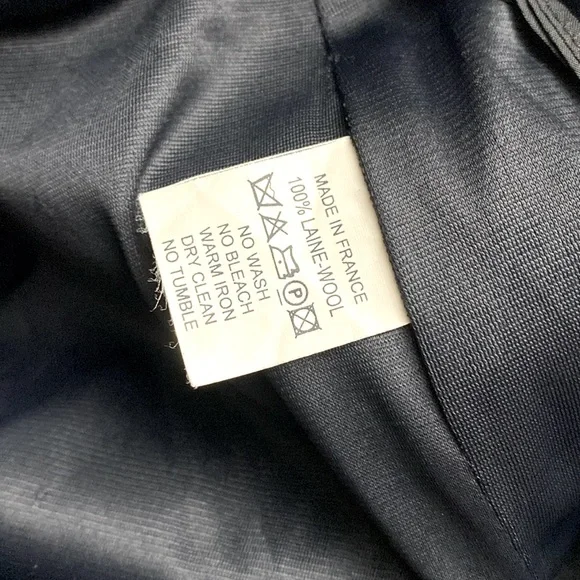 MADE IN FRANCE
100% LAINE-WOOL
P
NO WASH
NO BLEACH
WARM IRON
DRY CLEAN
NO TUMBLE